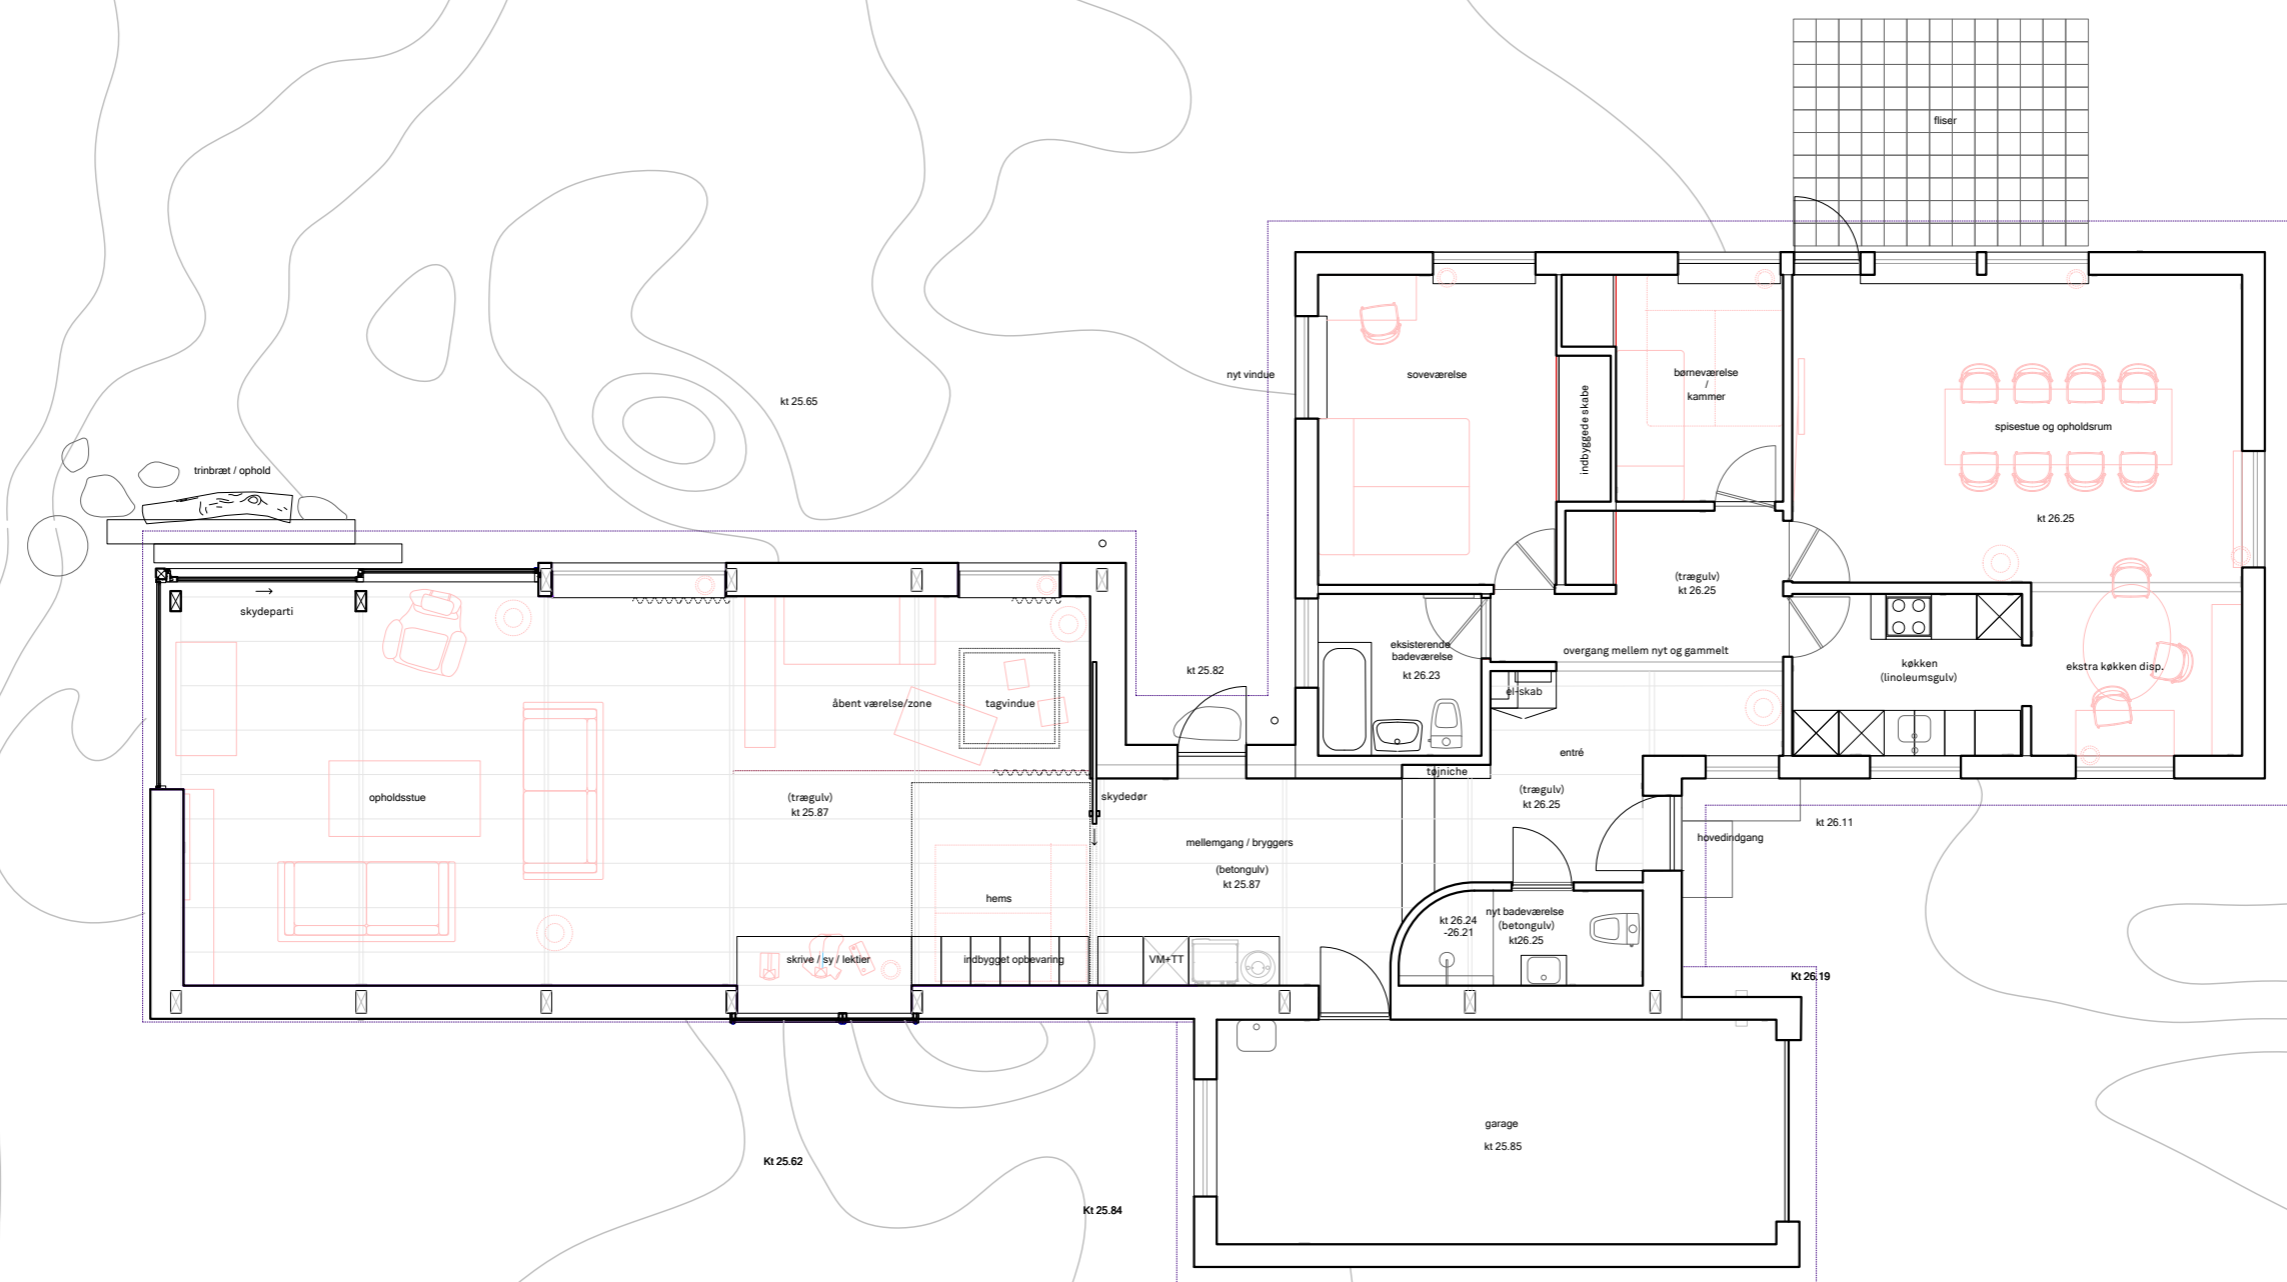 fliser
nyt vindue
soveværelse
indbyggede skabe
børneværelse
/
kammer
kt 25.65
spisestue og opholdsrum
kt 26.25
trinbræt / ophold
skydeparti
(trægulv)
kt 26.25
eksisterende
badeværelse
kt 26.23
overgang mellem nyt og gammelt
køkken
(linoleumsgulv)
ekstra køkken disp.
kt 25.82
el-skab
åbent værelse/zone
tagvindue
entré
tøjniche
opholdsstue
(trægulv)
kt 25.87
skydedør
(trægulv)
kt 26.25
kt 26.11
hovedindgang
mellemgang / bryggers
(betongulv)
kt 25.87
hems
kt 26.24
-26.21
nyt badeværelse
(betongulv)
kt26.25
skrive / sy / lektier
indbygget opbevaring
VM+TT
Kt 26.19
garage
kt 25.85
Kt 25.62
Kt 25.84